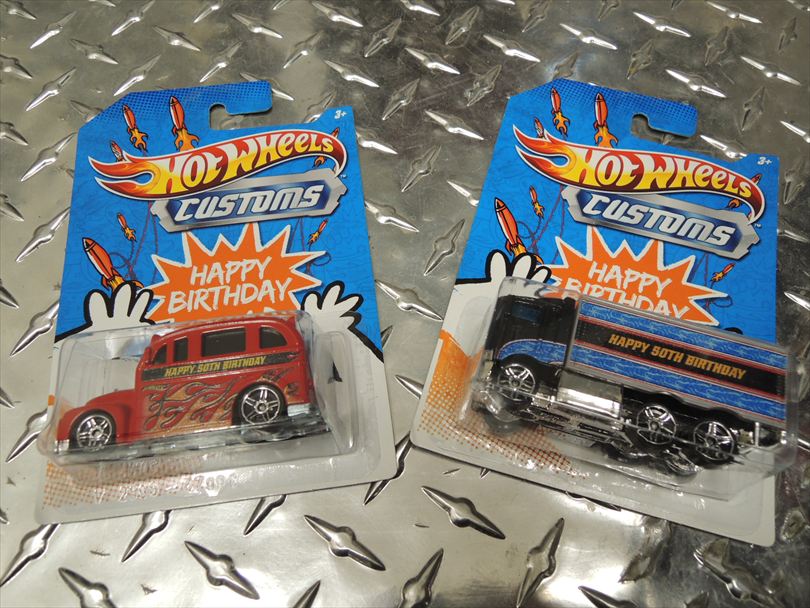 3+
HOT WHEELS
CUSTOMS
HAPPY
BIRTHDAY
HAPPY 50TH BIRTHDAY
3+
HOT WHEELS
CUSTOMS
HAPPY
BIRTHDAY
HAPPY 50TH BIRTHDAY